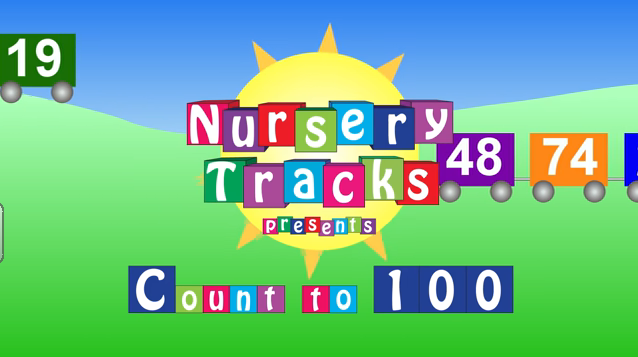 19
Nursery
48 74
Tracks
presents
Count to 100